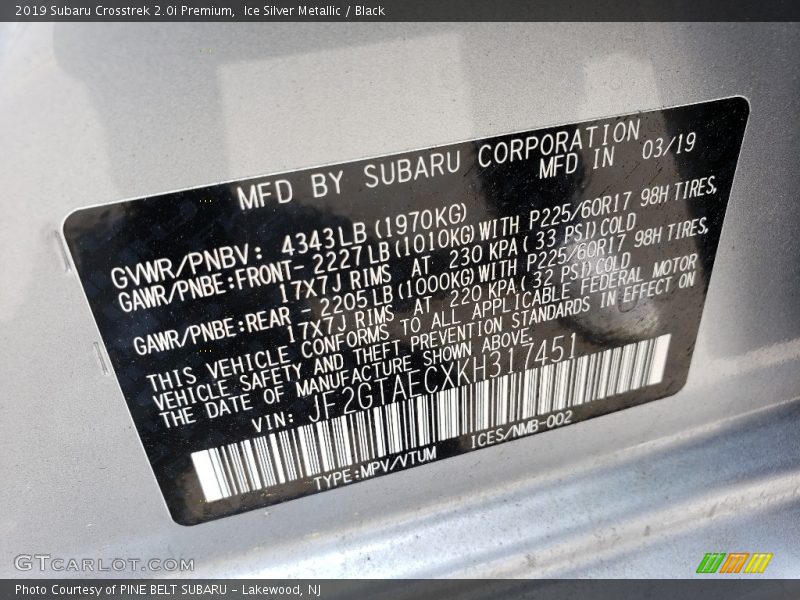 2019 Subaru Crosstrek 2.0i Premium,  Ice Silver Metallic / Black
MFD BY SUBARU CORPORATION
MFD IN 03/19
GVWR/PNBV: 4343LB (1970KG)
GAWR/PNBE:FRONT- 2227LB (1010KG) WITH P225/60R17 98H TIRES,
17X7J RIMS AT 230 KPA ( 33 PSI) COLD
GAWR/PNBE:REAR - 2205LB (1000KG) WITH P225/60R17 98H TIRES,
17X7J RIMS AT 220 KPA ( 32 PSI) COLD
THIS VEHICLE CONFORMS TO ALL APPLICABLE FEDERAL MOTOR
VEHICLE SAFETY AND THEFT PREVENTION STANDARDS IN EFFECT ON
THE DATE OF MANUFACTURE SHOWN ABOVE.
VIN: JF2GTAECXKH317451
TYPE:MPV/VTUM ICES/NMB-002
GTCARLOT.COM
Photo Courtesy of PINE BELT SUBARU - Lakewood, NJ